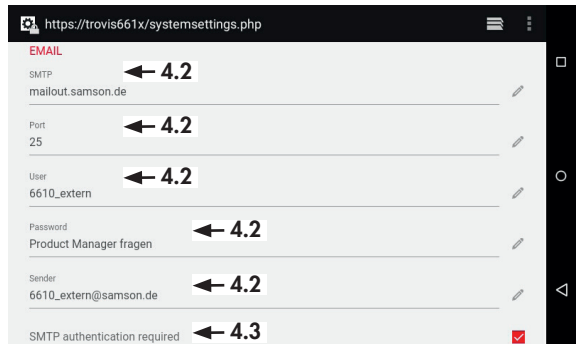 https://trovis661x/systemsettings.php
EMAIL
SMTP
4.2
mailout.samson.de
Port
4.2
25
User
4.2
6610_extern
Password
4.2
Product Manager fragen
Sender
4.2
6610_extern@samson.de
SMTP authentication required 4.3